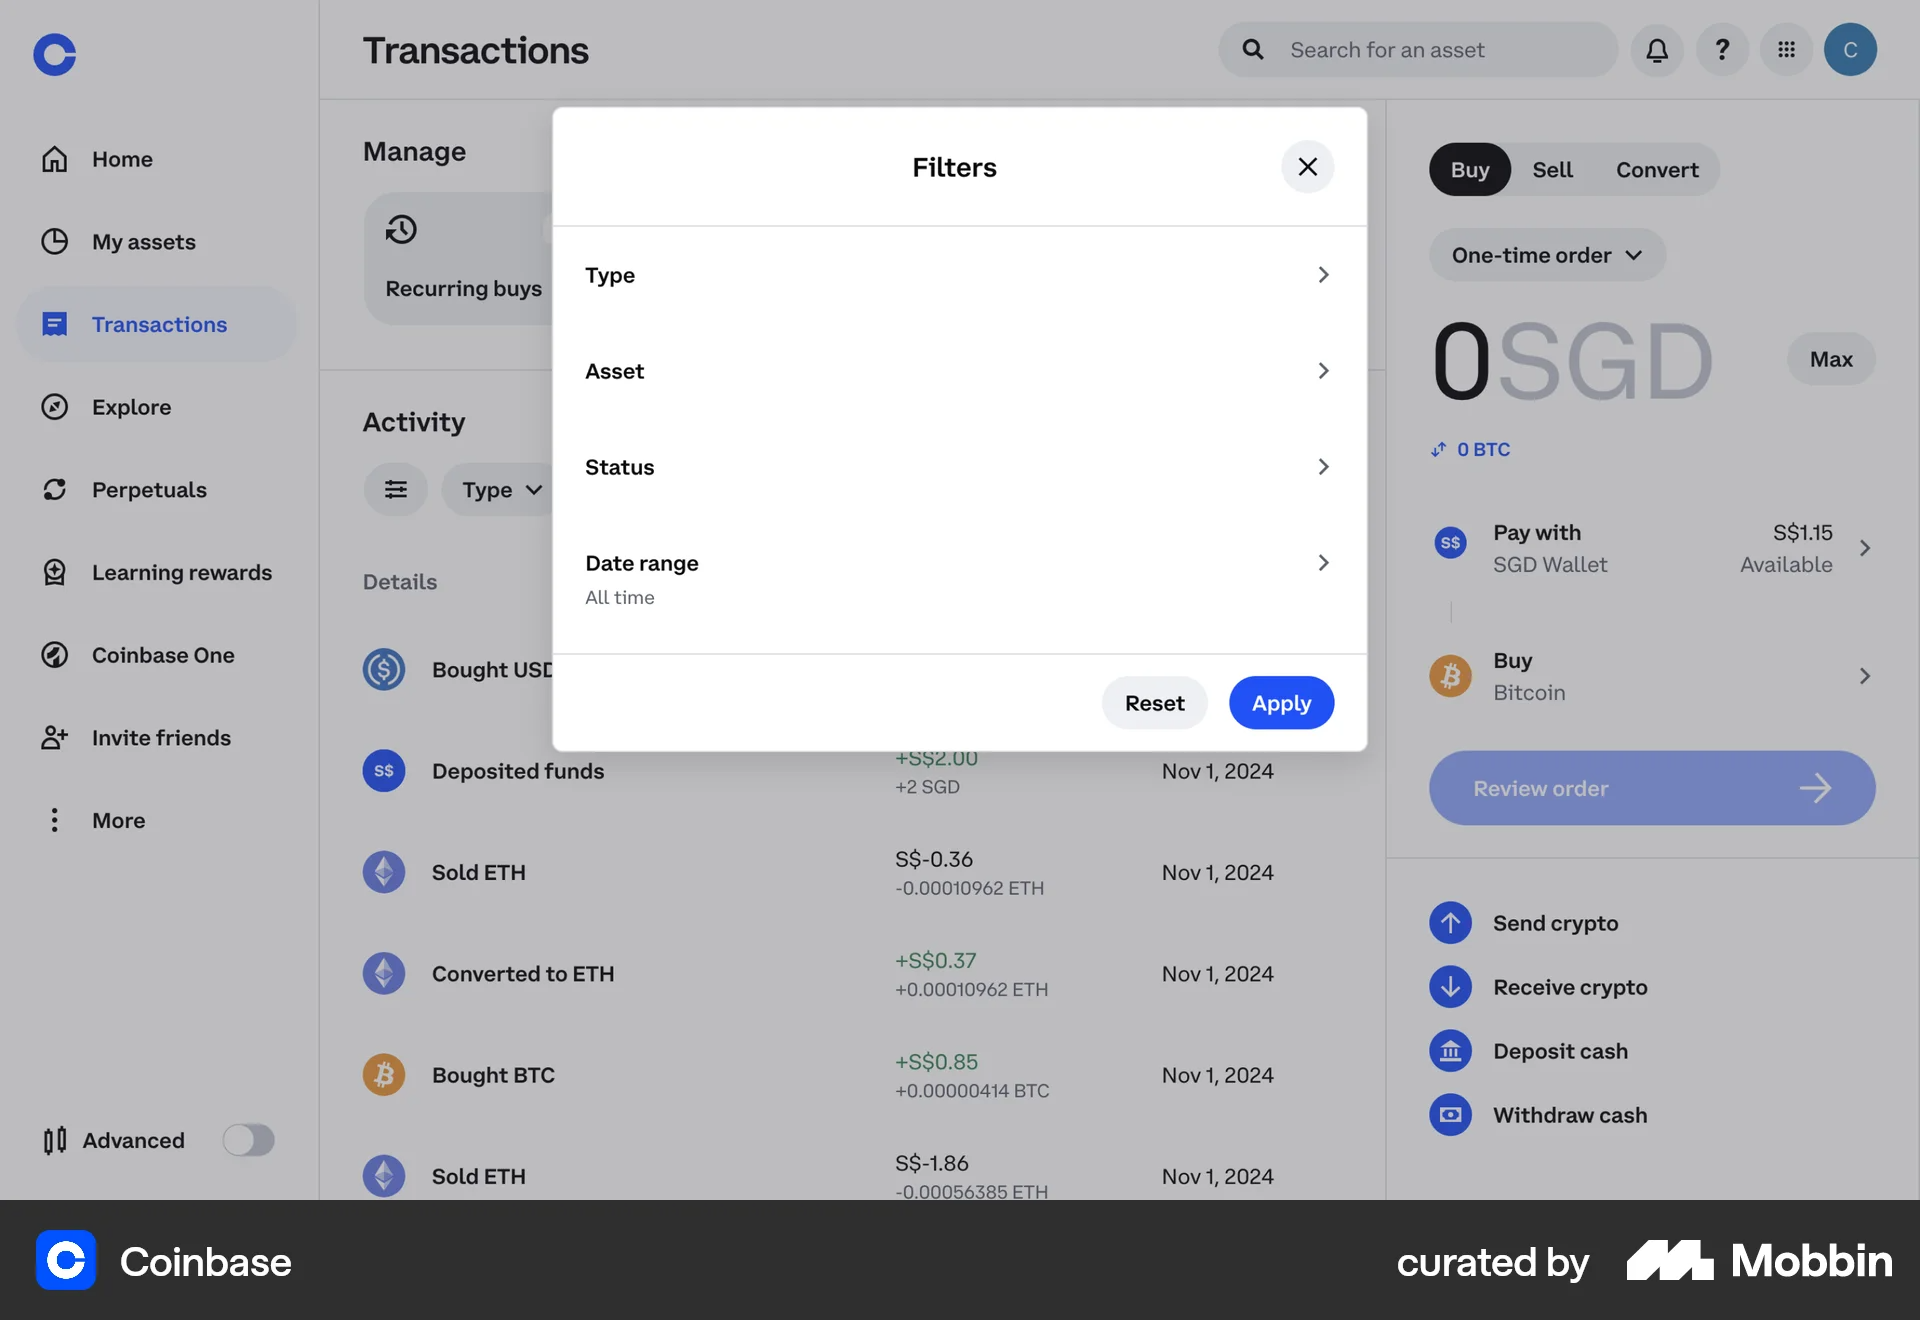 Transactions
Search for an asset
C
Home
My assets
Transactions
Explore
Perpetuals
Learning rewards
Coinbase One
Invite friends
More
Advanced
Manage
Recurring buys
Activity
Type
Details
Bought USD
Deposited funds
+S$2.00
+2 SGD
Nov 1, 2024
Sold ETH
S$-0.36
-0.00010962 ETH
Nov 1, 2024
Converted to ETH
+S$0.37
+0.00010962 ETH
Nov 1, 2024
Bought BTC
+S$0.85
+0.00000414 BTC
Nov 1, 2024
Sold ETH
S$-1.86
-0.00056385 ETH
Nov 1, 2024
Filters
Type
Asset
Status
Date range
All time
Reset
Apply
Buy
Sell
Convert
One-time order
0SGD
Max
0 BTC
S$
Pay with
SGD Wallet
S$1.15
Available
Buy
Bitcoin
Review order
Send crypto
Receive crypto
Deposit cash
Withdraw cash
S$
Coinbase
curated by
Mobbin